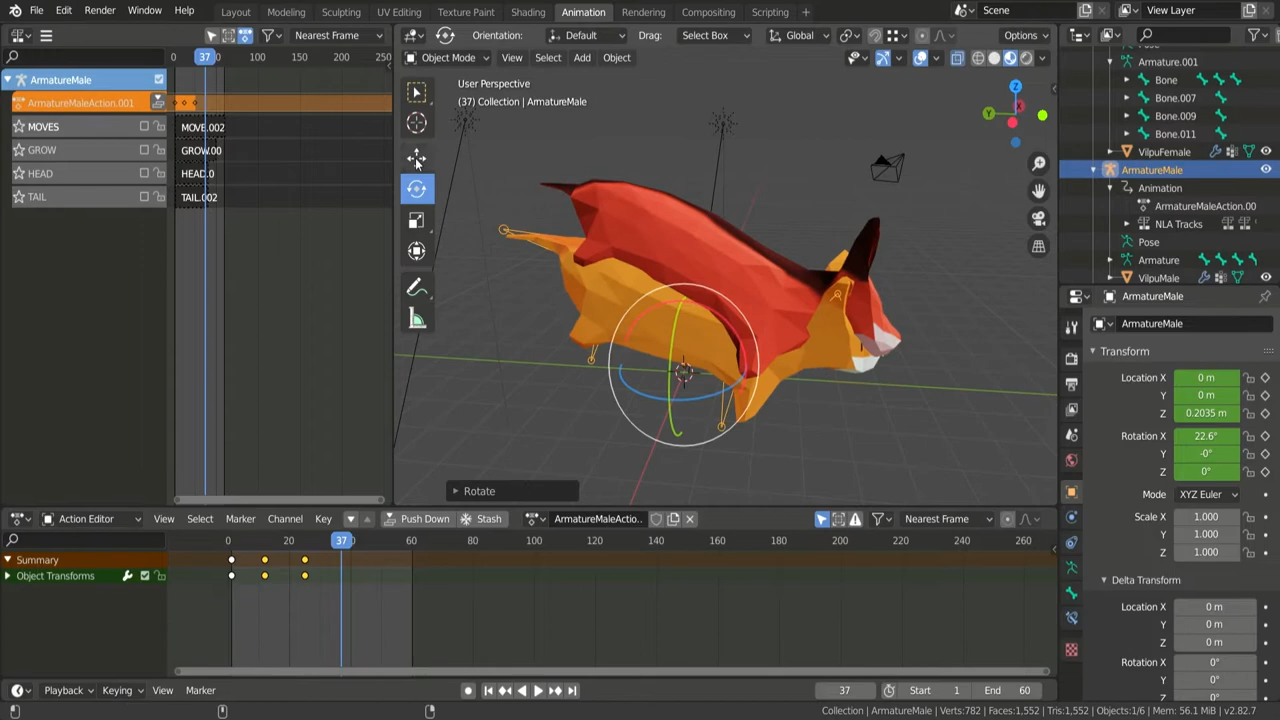 File Edit Render Window Help Layout Modeling Sculpting UV Editing Texture Paint Shading Animation Rendering Compositing Scripting + Scene View Layer
Nearest Frame Orientation: Default Drag: Select Box Global Options
0 37 50 100 150 200 250 Object Mode View Select Add Object
ArmatureMale
ArmatureMaleAction.001
MOVES MOVE.002
GROW GROW.00
HEAD HEAD.0
TAIL TAIL.002
User Perspective
(37) Collection | ArmatureMale
Z
Y
X
Rotate
Pose
Armature.001
Bone
Bone.007
Bone.009
Bone.011
VilpuFemale
ArmatureMale
Animation
ArmatureMaleAction.00
NLA Tracks
Pose
Armature
VilpuMale
ArmatureMale
ArmatureMale
Transform
Location X 0 m
Y 0 m
Z 0.2035 m
Rotation X 22.6°
Y -0°
Z 0°
Mode XYZ Euler
Scale X 1.000
Y 1.000
Z 1.000
Delta Transform
Location X 0 m
Y 0 m
Z 0 m
Rotation X 0°
Y 0°
Z 0°
Action Editor View Select Marker Channel Key Push Down Stash ArmatureMaleActio.. Nearest Frame
0 20 37 60 80 100 120 140 160 180 200 220 240 260
Summary
Object Transforms
Playback Keying View Marker 37 Start 1 End 60
Collection | ArmatureMale | Verts:782 | Faces:1,552 | Tris:1,552 | Objects:1/6 | Mem: 56.1 MiB | v2.82.7